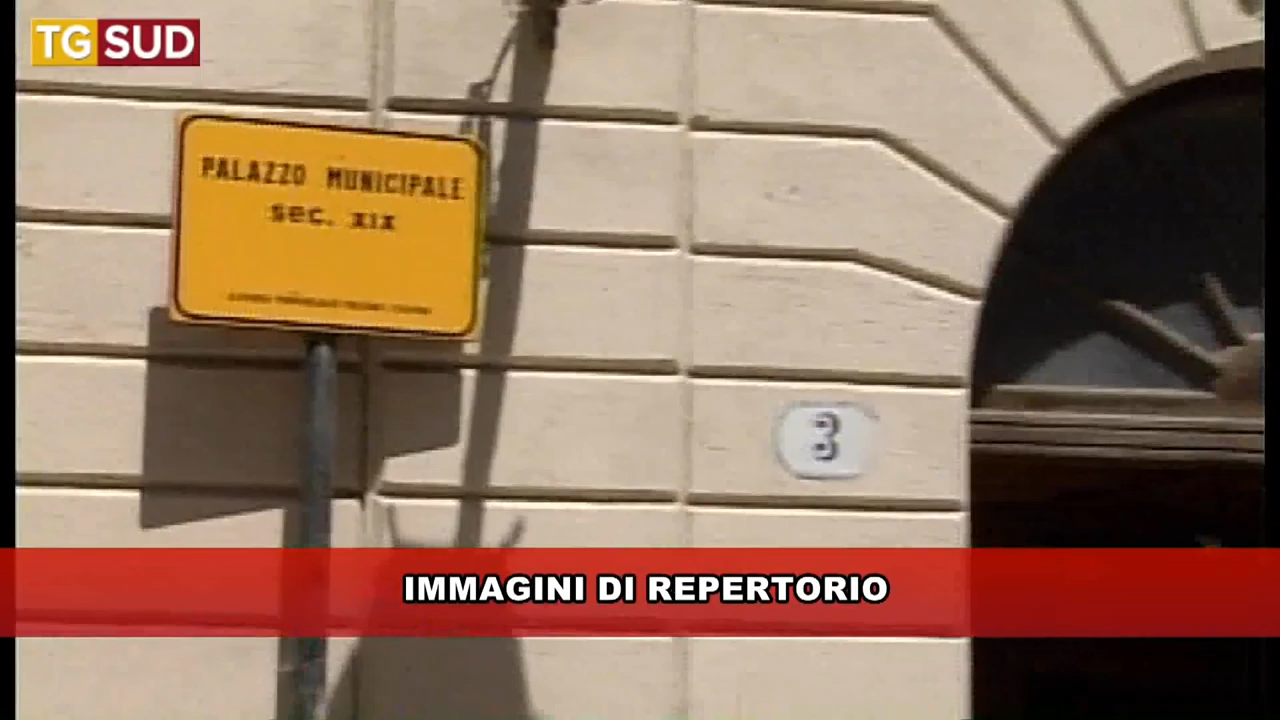 TG SUD
PALAZZO MUNICIPALE
sec. xix
3
IMMAGINI DI REPERTORIO